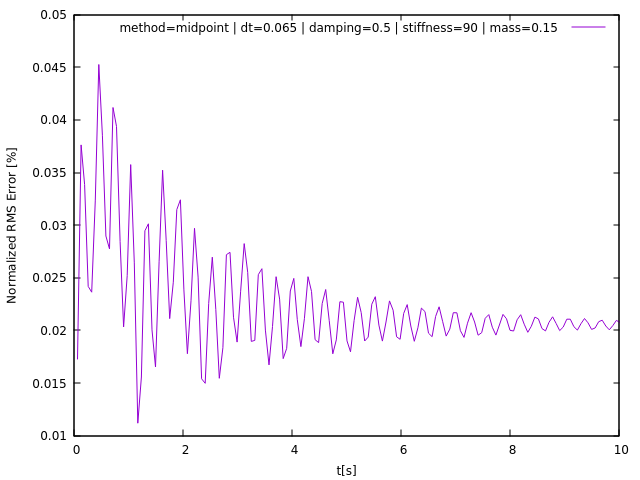 method=midpoint | dt=0.065 | damping=0.5 | stiffness=90 | mass=0.15
Normalized RMS Error [%]
0.05
0.045
0.04
0.035
0.03
0.025
0.02
0.015
0.01
0 2 4 6 8 10
t[s]